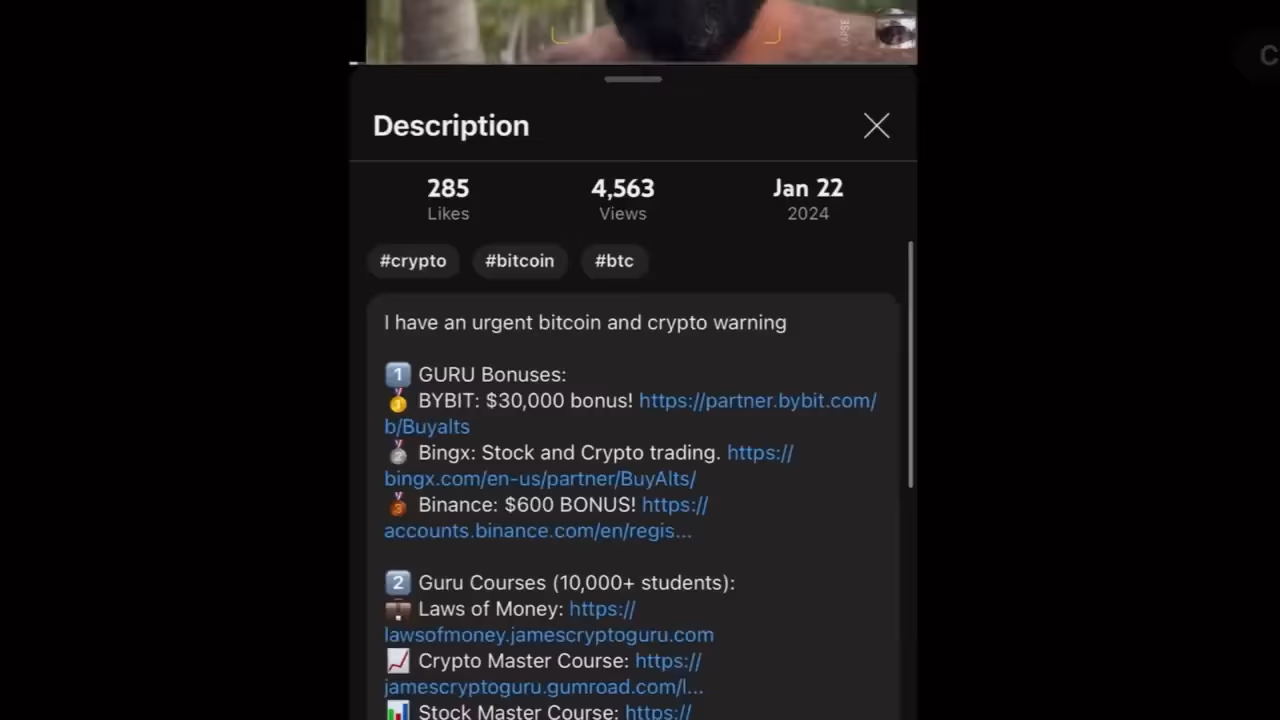 Description
285 4,563 Jan 22
Likes Views 2024
#crypto #bitcoin #btc
I have an urgent bitcoin and crypto warning
1 GURU Bonuses:
🥇 BYBIT: $30,000 bonus! https://partner.bybit.com/
b/Buyalts
🥈 Bingx: Stock and Crypto trading. https://
bingx.com/en-us/partner/BuyAlts/
🥉 Binance: $600 BONUS! https://
accounts.binance.com/en/regis...
2 Guru Courses (10,000+ students):
💼 Laws of Money: https://
lawsofmoney.jamescryptoguru.com
📈 Crypto Master Course: https://
jamescryptoguru.gumroad.com/l...
📊 Stock Master Course: https://